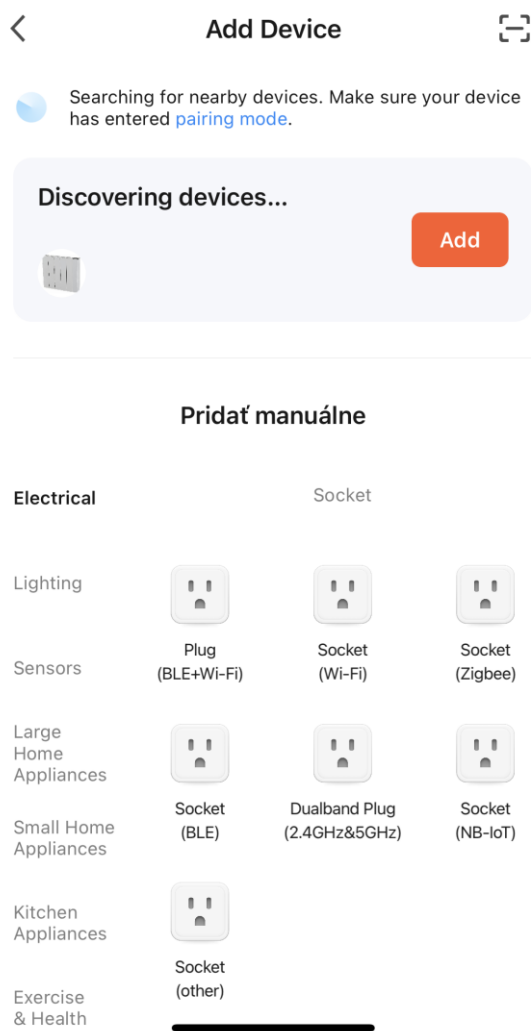 Add Device
Searching for nearby devices. Make sure your device
has entered pairing mode.
Discovering devices...
Add
Pridať manuálne
Electrical
Socket
Lighting
Sensors
Large
Home
Appliances
Small Home
Appliances
Kitchen
Appliances
Exercise
& Health
Plug
(BLE+Wi-Fi)
Socket
(Wi-Fi)
Socket
(Zigbee)
Socket
(BLE)
Dualband Plug
(2.4GHz&5GHz)
Socket
(NB-IoT)
Socket
(other)